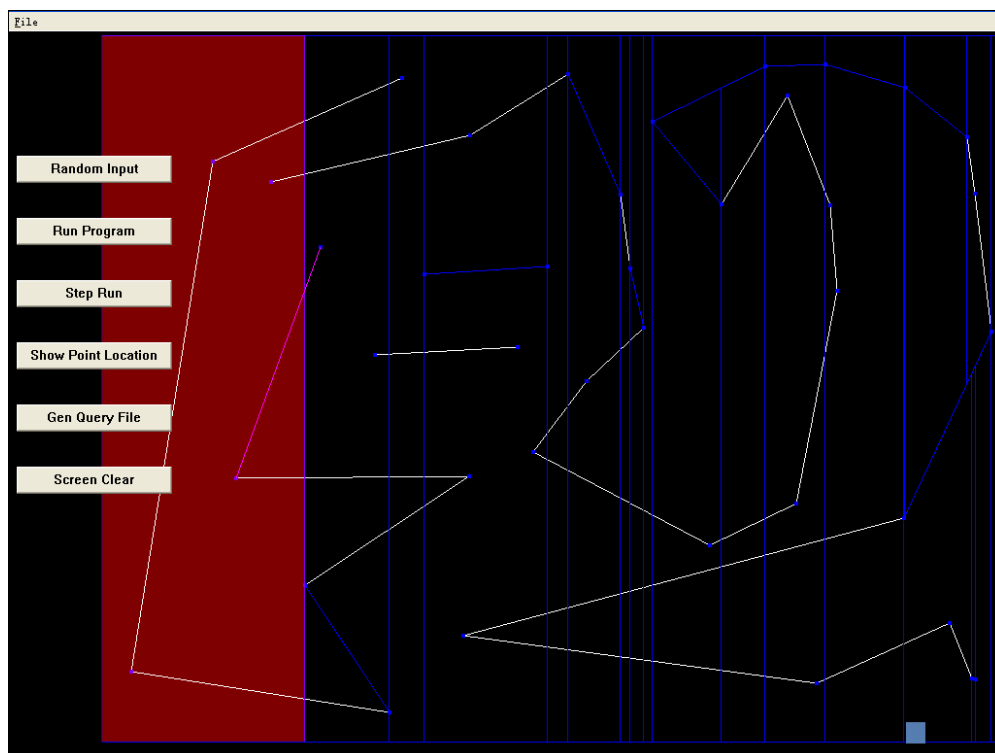 File
Random Input
Run Program
Step Run
Show Point Location
Gen Query File
Screen Clear